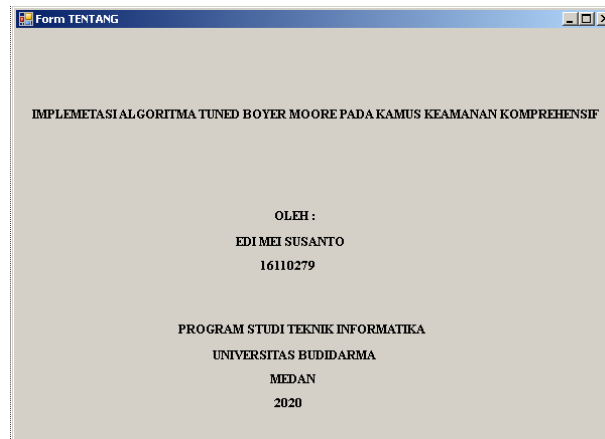 Form TENTANG
IMPLEMETASI ALGORITMA TUNED BOYER MOORE PADA KAMUS KEAMANAN KOMPREHENSIF
OLEH :
EDI MEI SUSANTO
16110279
PROGRAM STUDI TEKNIK INFORMATIKA
UNIVERSITAS BUDIDARMA
MEDAN
2020